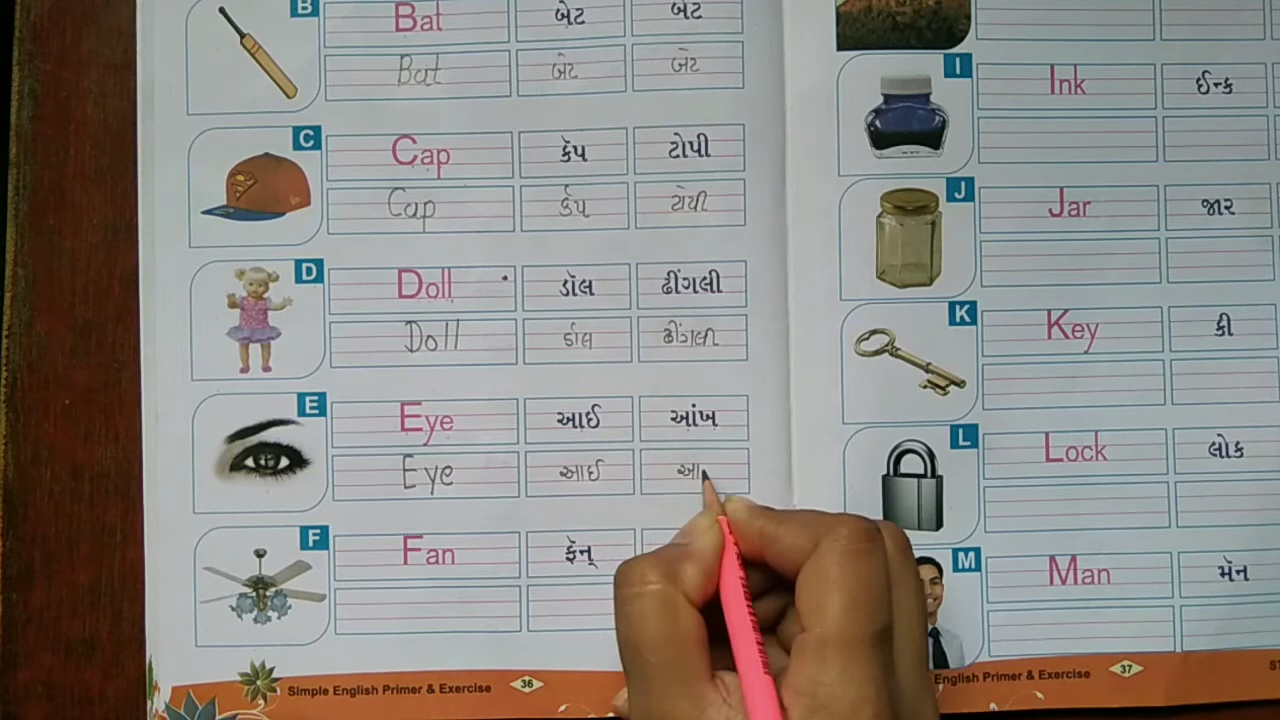 B Bat બેટ બેટ
Bat બેટ બેટ
C Cap કૅપ ટોપી
Cap કૅપ ટોપી
D Doll ડૉલ ઢીંગલી
Doll ડૉલ ઢીંગલી
E Eye આઈ આંખ
Eye આઈ આ
F Fan ફૅન્
Simple English Primer & Exercise 36
I Ink ઈન્ક
J Jar જાર
K Key કી
L Lock લોક
M Man મૅન
English Primer & Exercise 37